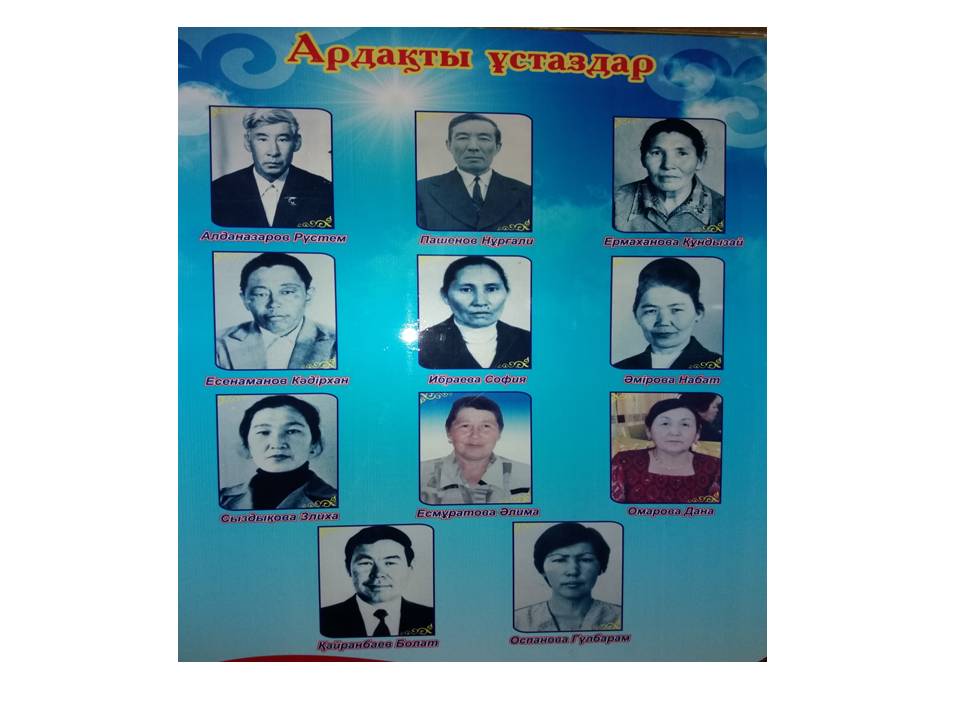 Ардақты ұстаздар
Алданазаров Рүстем
Пашенов Нұрғали
Ермаханова Құндызай
Есенаманов Кәдірхан
Ибраева София
Әмірова Набат
Сыздықова Злиха
Есмұратова Әлима
Омарова Дана
Қайранбаев Болат
Оспанова Гүлбарам